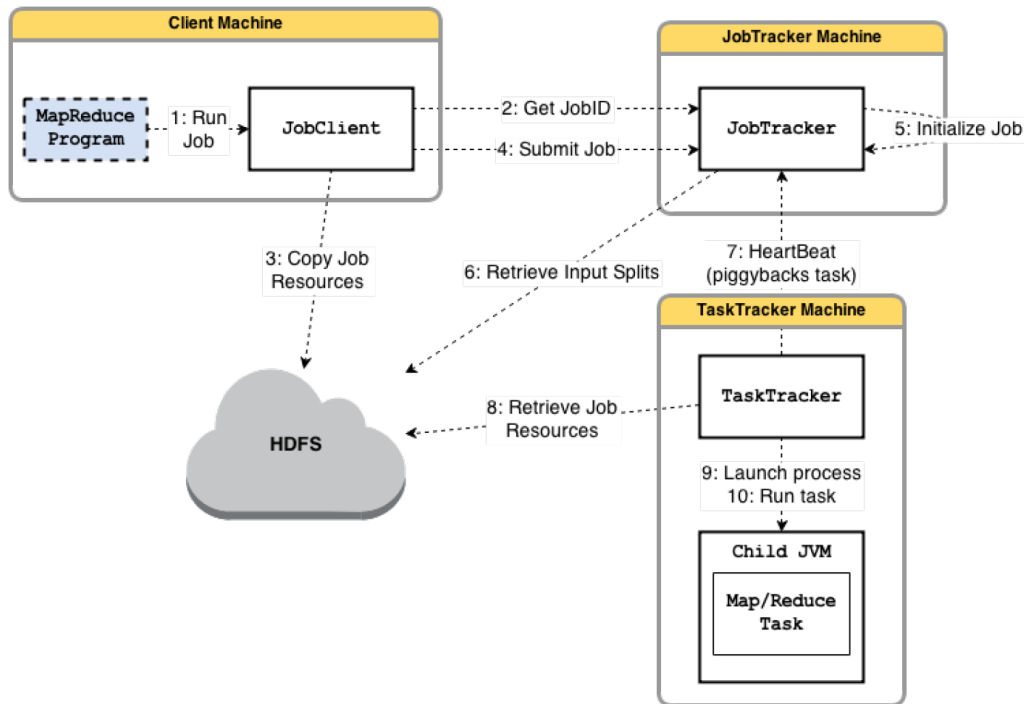 Client Machine
MapReduce
Program
1: Run
Job
JobClient
2: Get JobID
4: Submit Job
JobTracker Machine
JobTracker
5: Initialize Job
3: Copy Job
Resources
6: Retrieve Input Splits
7: HeartBeat
(piggybacks task)
HDFS
8: Retrieve Job
Resources
TaskTracker Machine
TaskTracker
9: Launch process
10: Run task
Child JVM
Map/Reduce
Task